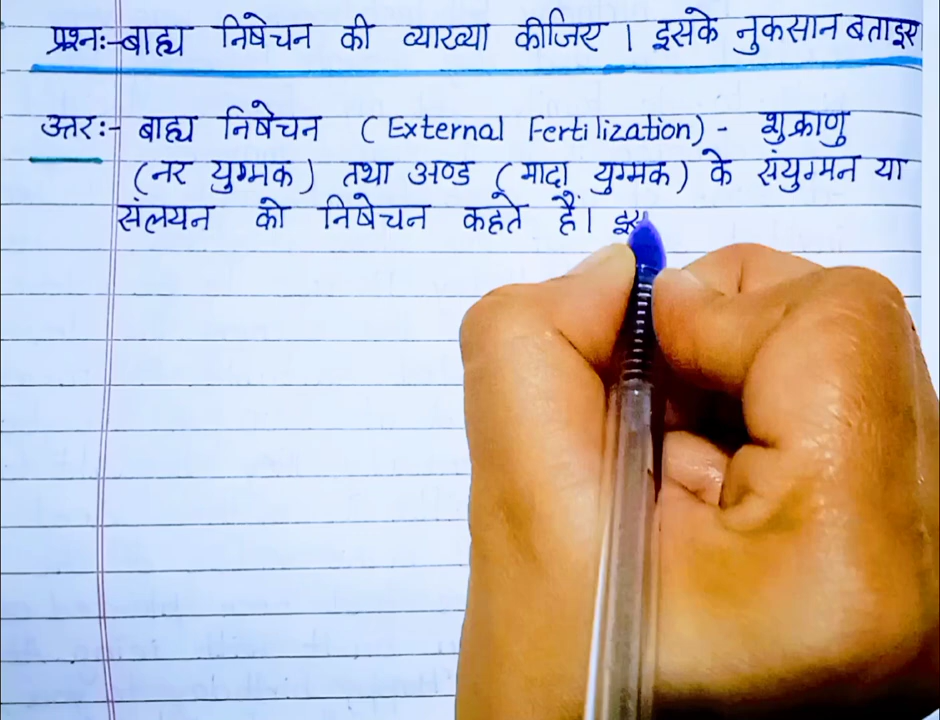 प्रश्नः- बाह्य निषेचन की व्याख्या कीजिए । इसके नुकसान बताइए
उत्तरः- बाह्य निषेचन (External Fertilization) - शुक्राणु
(नर युग्मक) तथा अण्ड (मादा युग्मक) के संयुग्मन या
संलयन को निषेचन कहते हैं। इस